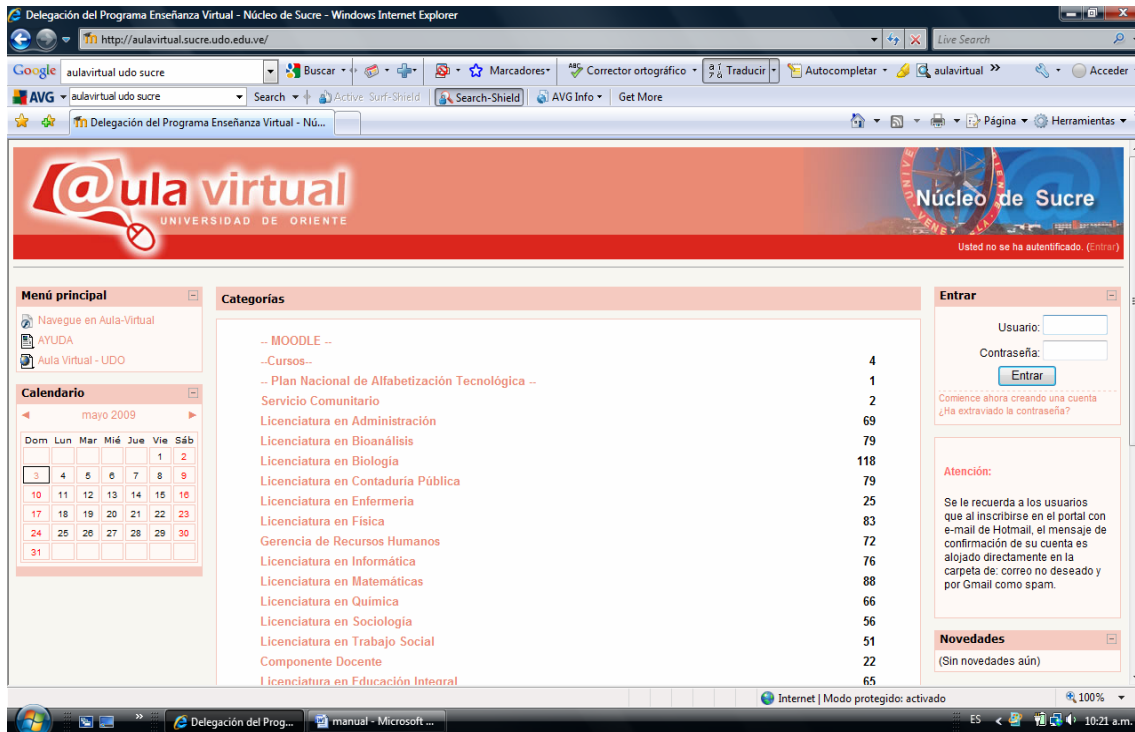 Delegación del Programa Enseñanza Virtual - Núcleo de Sucre - Windows Internet Explorer
http://aulavirtual.sucre.udo.edu.ve/
Live Search
Google aulavirtual udo sucre Buscar Marcadores Corrector ortográfico Traducir Autocompletar aulavirtual Acceder
AVG aulavirtual udo sucre Search Active Surf-Shield Search-Shield AVG Info Get More
Delegación del Programa Enseñanza Virtual - Nú... Página Herramientas
@ula virtual
UNIVERSIDAD DE ORIENTE
Núcleo de Sucre
Usted no se ha autentificado. (Entrar)
Menú principal
Navegue en Aula-Virtual
AYUDA
Aula Virtual - UDO
Calendario
mayo 2009
Dom Lun Mar Mié Jue Vie Sáb
1 2
3 4 5 6 7 8 9
10 11 12 13 14 15 16
17 18 19 20 21 22 23
24 25 26 27 28 29 30
31
Categorías
-- MOODLE --
--Cursos-- 4
-- Plan Nacional de Alfabetización Tecnológica -- 1
Servicio Comunitario 2
Licenciatura en Administración 69
Licenciatura en Bioanálisis 79
Licenciatura en Biología 118
Licenciatura en Contaduría Pública 79
Licenciatura en Enfermeria 25
Licenciatura en Física 83
Gerencia de Recursos Humanos 72
Licenciatura en Informática 76
Licenciatura en Matemáticas 88
Licenciatura en Química 66
Licenciatura en Sociología 56
Licenciatura en Trabajo Social 51
Componente Docente 22
Licenciatura en Educación Integral 65
Entrar
Usuario:
Contraseña:
Entrar
Comience ahora creando una cuenta
¿Ha extraviado la contraseña?
Atención:
Se le recuerda a los usuarios
que al inscribirse en el portal con
e-mail de Hotmail, el mensaje de
confirmación de su cuenta es
alojado directamente en la
carpeta de: correo no deseado y
por Gmail como spam.
Novedades
(Sin novedades aún)
Internet | Modo protegido: activado 100%
Delegación del Prog... manual - Microsoft ... ES 10:21 a.m.